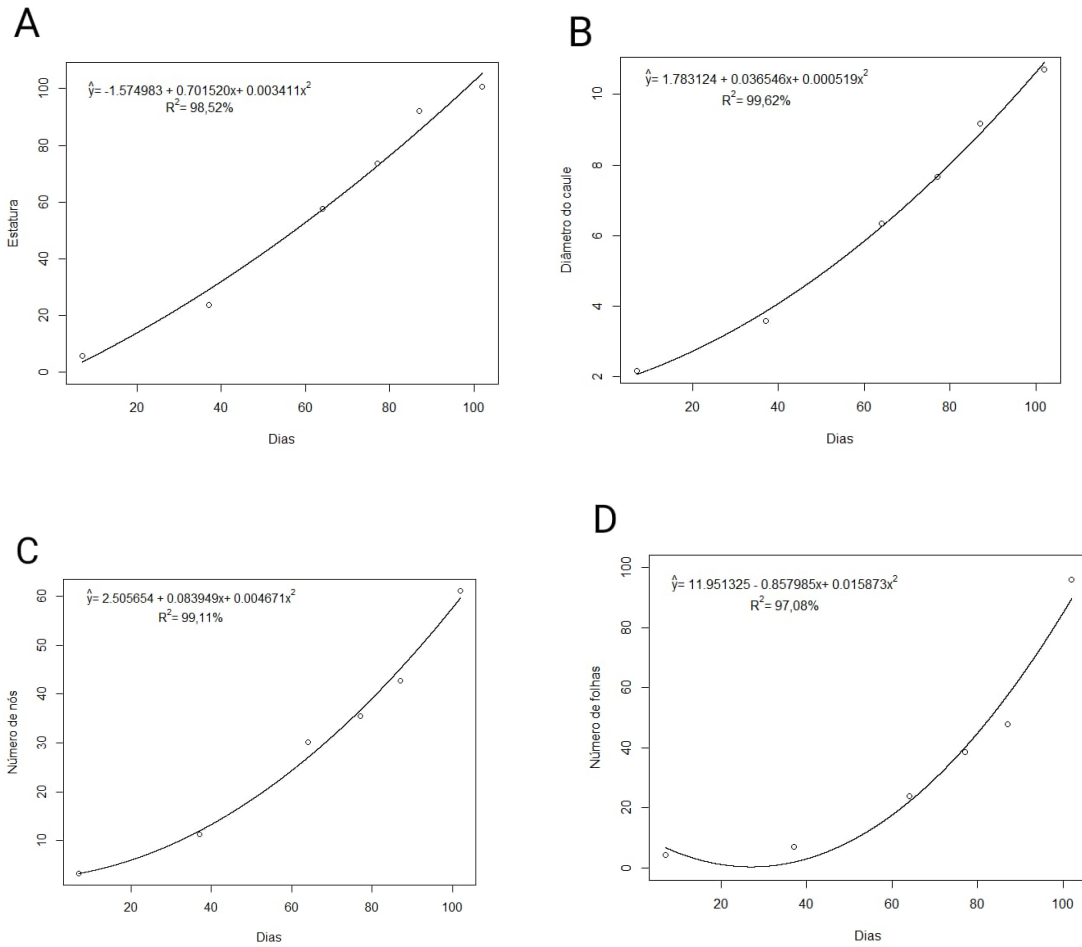 A
ŷ= -1.574983 + 0.701520x+ 0.003411x²
R²= 98,52%
Estatura
100
80
60
40
20
0
20 40 60 80 100
Dias
B
ŷ= 1.783124 + 0.036546x+ 0.000519x²
R²= 99,62%
Diâmetro do caule
10
8
6
4
2
20 40 60 80 100
Dias
C
ŷ= 2.505654 + 0.083949x+ 0.004671x²
R²= 99,11%
Número de nós
60
50
40
30
20
10
20 40 60 80 100
Dias
D
ŷ= 11.951325 - 0.857985x+ 0.015873x²
R²= 97,08%
Número de folhas
100
80
60
40
20
0
20 40 60 80 100
Dias